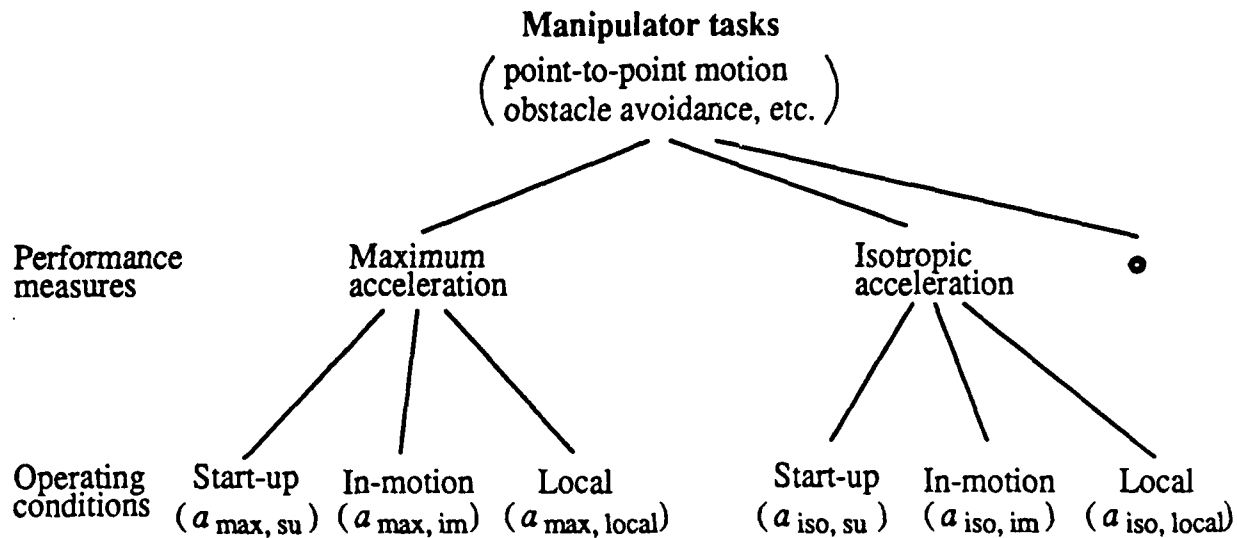 Manipulator tasks
point-to-point motion
obstacle avoidance, etc.
Performance measures
Maximum acceleration
Isotropic acceleration
Operating conditions
Start-up
(a max, su)
In-motion
(a max, im)
Local
(a max, local)
Start-up
(a iso, su)
In-motion
(a iso, im)
Local
(a iso, local)